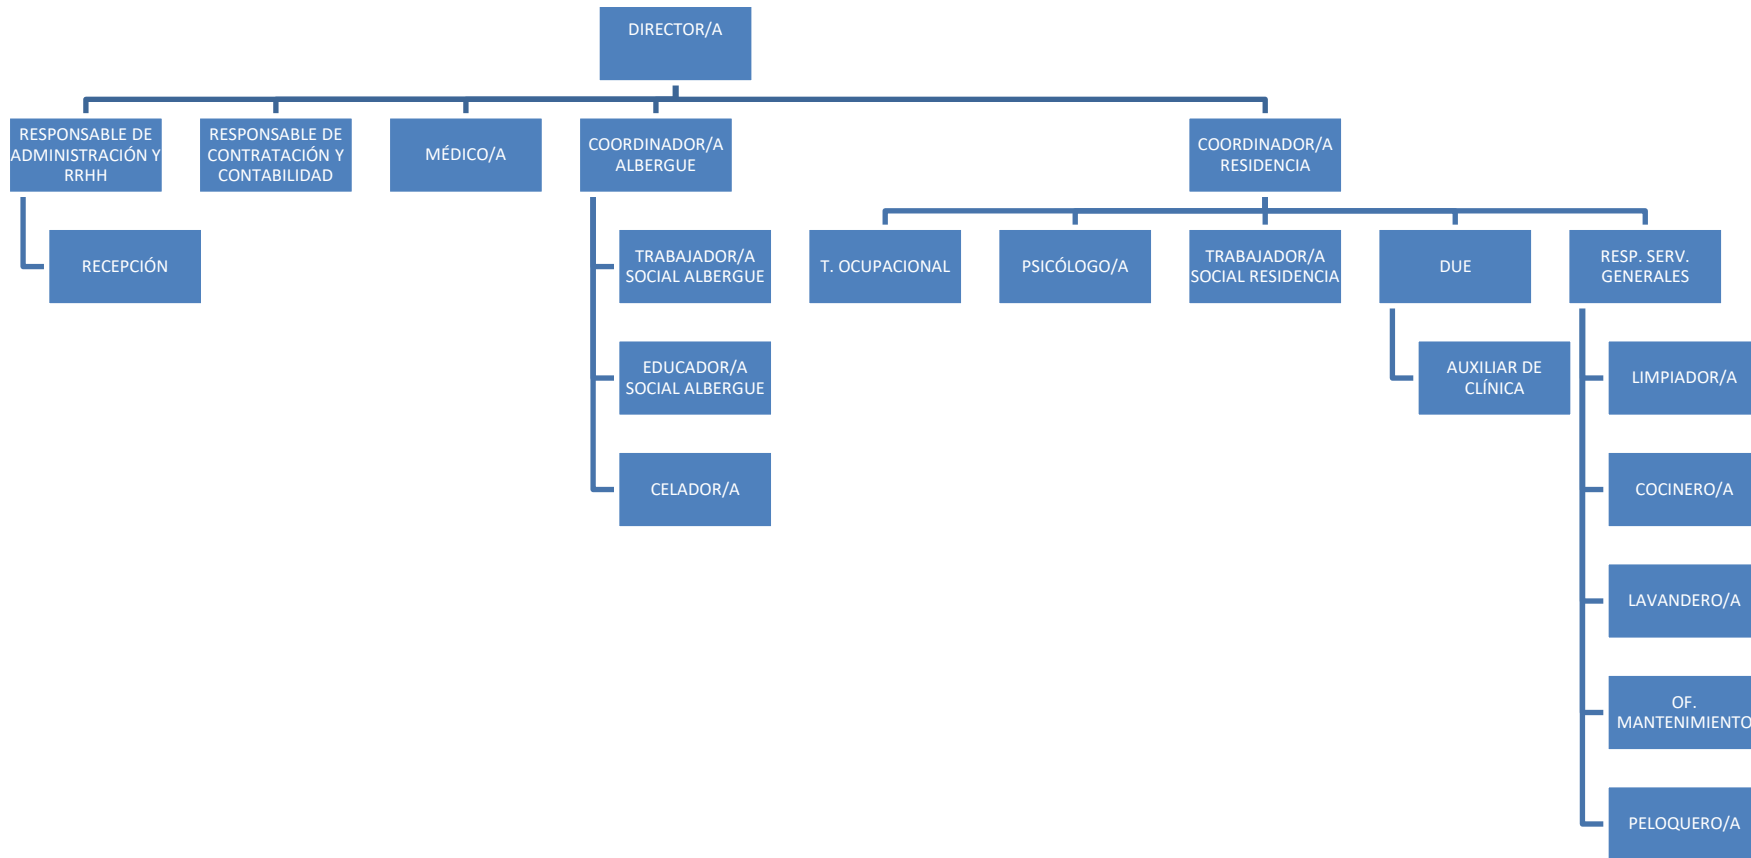 DIRECTOR/A
RESPONSABLE DE
ADMINISTRACIÓN Y
RRHH
RESPONSABLE DE
CONTRATACIÓN Y
CONTABILIDAD
MÉDICO/A
COORDINADOR/A
ALBERGUE
COORDINADOR/A
RESIDENCIA
RECEPCIÓN
TRABAJADOR/A
SOCIAL ALBERGUE
T. OCUPACIONAL
PSICÓLOGO/A
TRABAJADOR/A
SOCIAL RESIDENCIA
DUE
RESP. SERV.
GENERALES
EDUCADOR/A
SOCIAL ALBERGUE
AUXILIAR DE
CLÍNICA
LIMPIADOR/A
CELADOR/A
COCINERO/A
LAVANDERO/A
OF.
MANTENIMIENTO
PELOQUERO/A